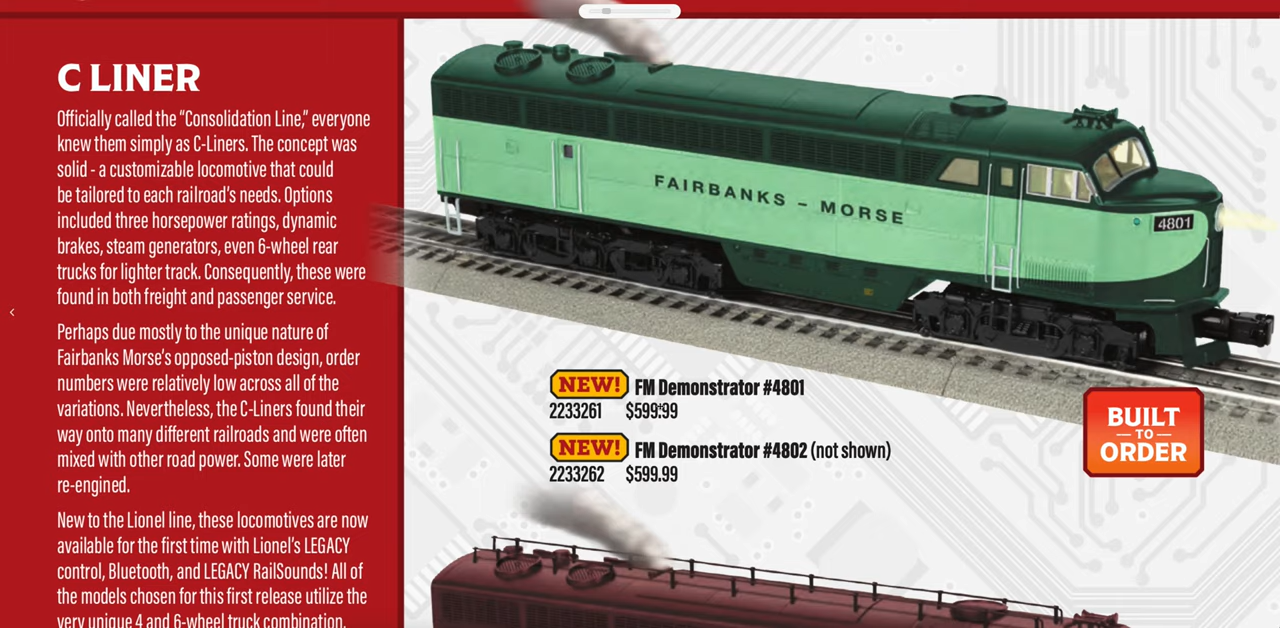 C LINER
Officially called the “Consolidation Line,” everyone
knew them simply as C-Liners. The concept was
solid - a customizable locomotive that could
be tailored to each railroad’s needs. Options
included three horsepower ratings, dynamic
brakes, steam generators, even 6-wheel rear
trucks for lighter track. Consequently, these were
found in both freight and passenger service.
Perhaps due mostly to the unique nature of
Fairbanks Morse’s opposed-piston design, order
numbers were relatively low across all of the
variations. Nevertheless, the C-Liners found their
way onto many different railroads and were often
mixed with other road power. Some were later
re-engined.
New to the Lionel line, these locomotives are now
available for the first time with Lionel’s LEGACY
control, Bluetooth, and LEGACY RailSounds! All of
the models chosen for this first release utilize the
very unique 4 and 6-wheel truck combination.
FAIRBANKS - MORSE
4801
NEW! FM Demonstrator #4801
2233261 $599.99
NEW! FM Demonstrator #4802 (not shown)
2233262 $599.99
BUILT
TO
ORDER